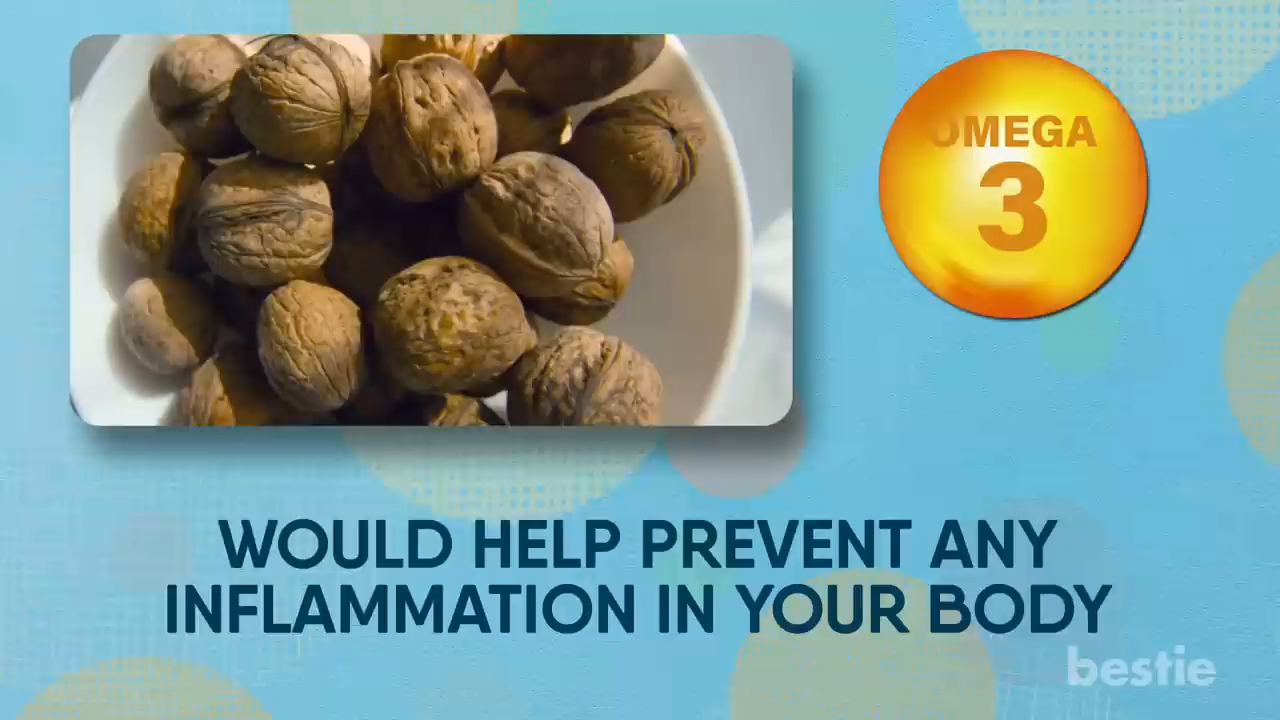 OMEGA
3
WOULD HELP PREVENT ANY
INFLAMMATION IN YOUR BODY
bestie